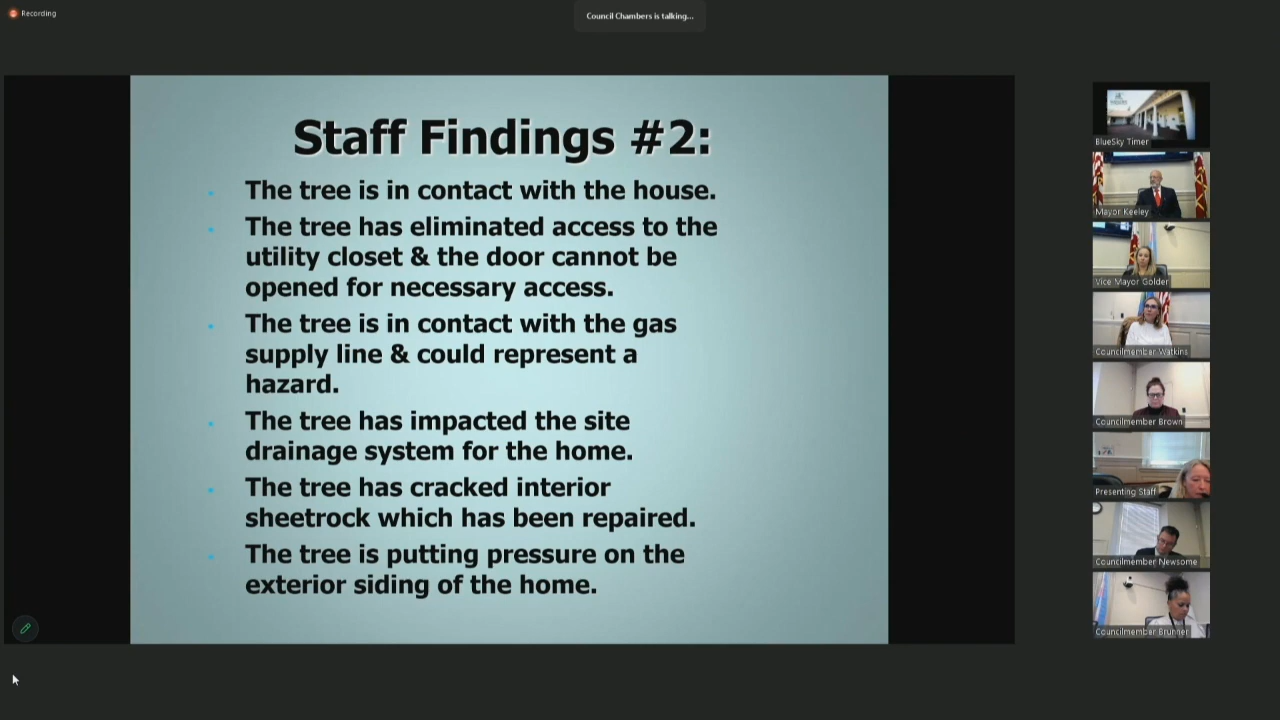 Recording
Council Chambers is talking...
Staff Findings #2:
The tree is in contact with the house.
The tree has eliminated access to the
utility closet & the door cannot be
opened for necessary access.
The tree is in contact with the gas
supply line & could represent a
hazard.
The tree has impacted the site
drainage system for the home.
The tree has cracked interior
sheetrock which has been repaired.
The tree is putting pressure on the
exterior siding of the home.
BlueSky Timer
Mayor Keeley
Vice Mayor Golder
Councilmember Watkins
Councilmember Brown
Presenting Staff
Councilmember Newsome
Councilmember Brunner